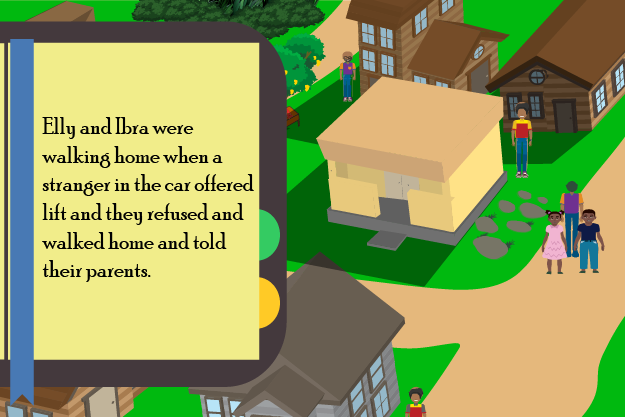 Elly and Ibra were
walking home when a
stranger in the car offered
lift and they refused and
walked home and told
their parents.